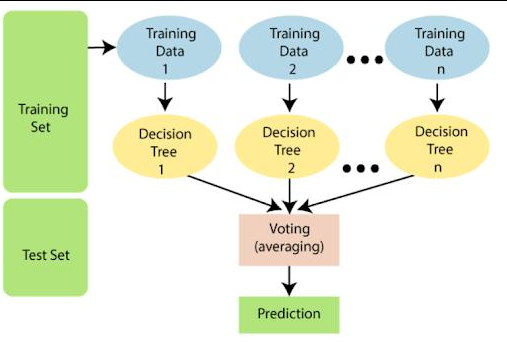 Training
Set
Training
Data
1
Training
Data
2
Training
Data
n
Decision
Tree
1
Decision
Tree
2
Decision
Tree
n
Test Set
Voting
(averaging)
Prediction